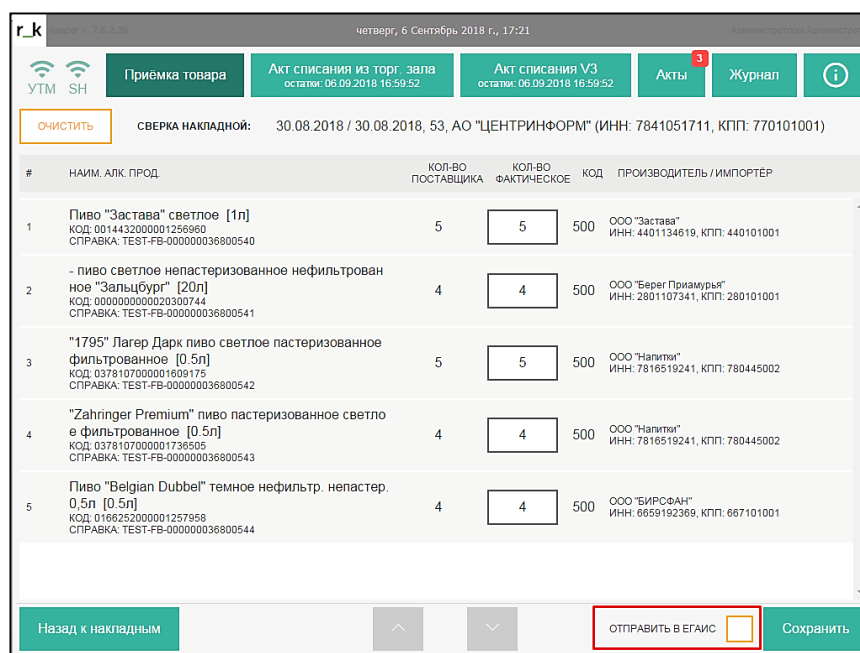 r_k
keeper v. 7.6.2.26
четверг, 6 Сентябрь 2018 г., 17:21
Администраторы Администра
УТМ
SH
Приёмка товара
Акт списания из торг. зала
остатки: 06.09.2018 16:59:52
Акт списания V3
остатки: 06.09.2018 16:59:52
Акты
3
Журнал
ОЧИСТИТЬ
СВЕРКА НАКЛАДНОЙ: 30.08.2018 / 30.08.2018, 53, АО "ЦЕНТРИНФОРМ" (ИНН: 7841051711, КПП: 770101001)
# НАИМ. АЛК. ПРОД. КОЛ-ВО ПОСТАВЩИКА КОЛ-ВО ФАКТИЧЕСКОЕ КОД ПРОИЗВОДИТЕЛЬ / ИМПОРТЁР
1
Пиво "Застава" светлое [1л]
КОД: 0014432000001256960
СПРАВКА: TEST-FB-000000036800540
5 5 500
ООО "Застава"
ИНН: 4401134619, КПП: 440101001
2
- пиво светлое непастеризованное нефильтрован
ное "Зальцбург" [20л]
КОД: 0000000000020300744
СПРАВКА: TEST-FB-000000036800541
4 4 500
ООО "Берег Приамурья"
ИНН: 2801107341, КПП: 280101001
3
"1795" Лагер Дарк пиво светлое пастеризованное
фильтрованное [0.5л]
КОД: 0378107000001609175
СПРАВКА: TEST-FB-000000036800542
5 5 500
ООО "Напитки"
ИНН: 7816519241, КПП: 780445002
4
"Zahringer Premium" пиво пастеризованное светло
е фильтрованное [0.5л]
КОД: 0378107000001736505
СПРАВКА: TEST-FB-000000036800543
4 4 500
ООО "Напитки"
ИНН: 7816519241, КПП: 780445002
5
Пиво "Belgian Dubbel" темное нефильтр. непастер.
0,5л [0.5л]
КОД: 0166252000001257958
СПРАВКА: TEST-FB-000000036800544
4 4 500
ООО "БИРСФАН"
ИНН: 6659192369, КПП: 667101001
Назад к накладным
ОТПРАВИТЬ В ЕГАИС
Сохранить